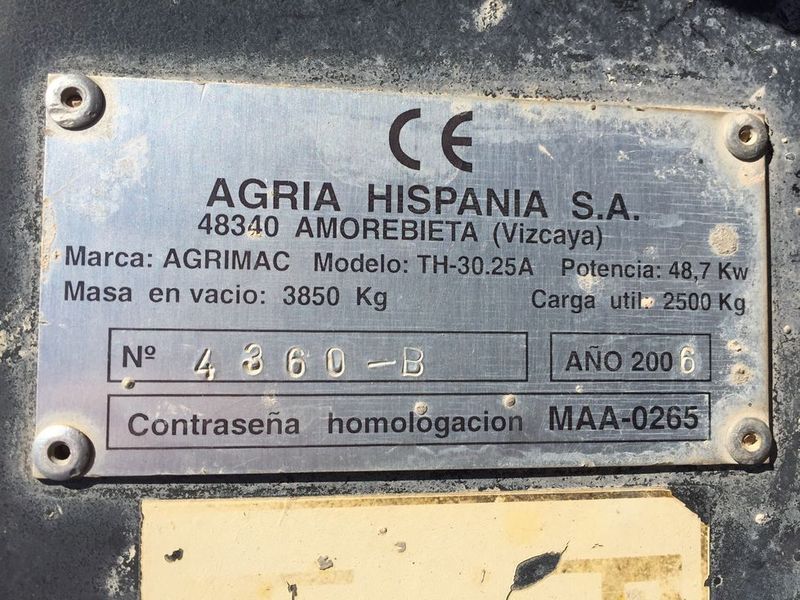 CE
AGRIA HISPANIA S.A.
48340 AMOREBIETA (Vizcaya)
Marca: AGRIMAC Modelo: TH-30.25A Potencia: 48,7 Kw
Masa en vacio: 3850 Kg Carga util: 2500 Kg
Nº 4360-B AÑO 2006
Contraseña homologacion MAA-0265